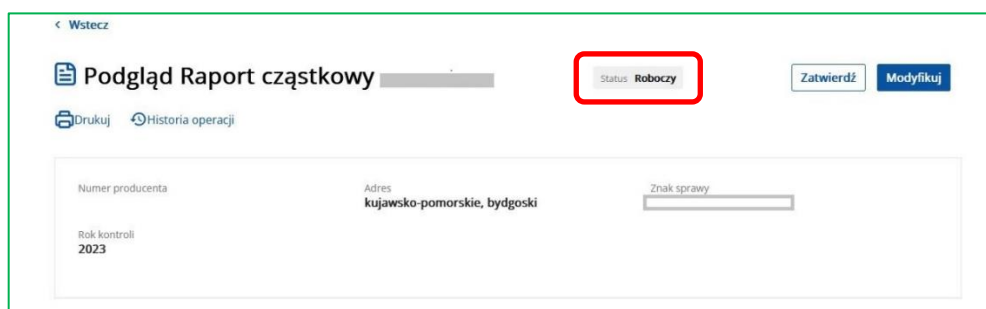 < Wstecz
Podgląd Raport cząstkowy
Status Roboczy
Zatwierdź
Modyfikuj
Drukuj
Historia operacji
Numer producenta
Adres
kujawsko-pomorskie, bydgoski
Znak sprawy
Rok kontroli
2023